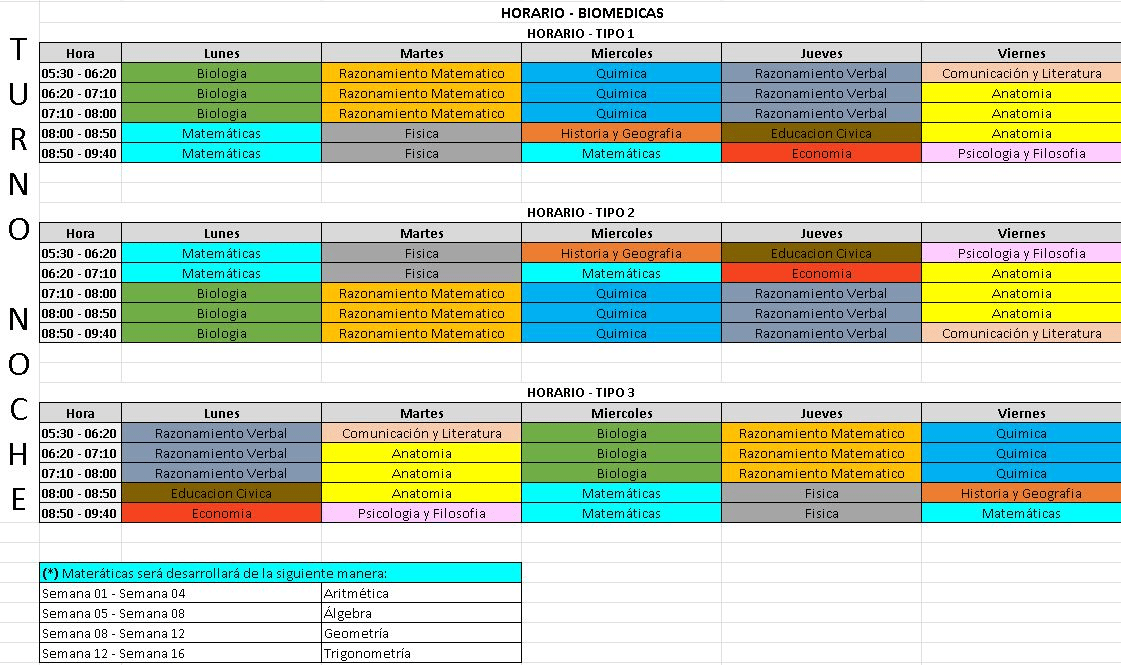 HORARIO - BIOMEDICAS
TURNO NOCHE
HORARIO - TIPO 1
Hora Lunes Martes Miercoles Jueves Viernes
05:30 - 06:20 Biologia Razonamiento Matematico Quimica Razonamiento Verbal Comunicación y Literatura
06:20 - 07:10 Biologia Razonamiento Matematico Quimica Razonamiento Verbal Anatomia
07:10 - 08:00 Biologia Razonamiento Matematico Quimica Razonamiento Verbal Anatomia
08:00 - 08:50 Matemáticas Fisica Historia y Geografia Educacion Civica Anatomia
08:50 - 09:40 Matemáticas Fisica Matemáticas Economia Psicologia y Filosofia
HORARIO - TIPO 2
Hora Lunes Martes Miercoles Jueves Viernes
05:30 - 06:20 Matemáticas Fisica Historia y Geografia Educacion Civica Psicologia y Filosofia
06:20 - 07:10 Matemáticas Fisica Matemáticas Economia Anatomia
07:10 - 08:00 Biologia Razonamiento Matematico Quimica Razonamiento Verbal Anatomia
08:00 - 08:50 Biologia Razonamiento Matematico Quimica Razonamiento Verbal Anatomia
08:50 - 09:40 Biologia Razonamiento Matematico Quimica Razonamiento Verbal Comunicación y Literatura
HORARIO - TIPO 3
Hora Lunes Martes Miercoles Jueves Viernes
05:30 - 06:20 Razonamiento Verbal Comunicación y Literatura Biologia Razonamiento Matematico Quimica
06:20 - 07:10 Razonamiento Verbal Anatomia Biologia Razonamiento Matematico Quimica
07:10 - 08:00 Razonamiento Verbal Anatomia Biologia Razonamiento Matematico Quimica
08:00 - 08:50 Educacion Civica Anatomia Matemáticas Fisica Historia y Geografia
08:50 - 09:40 Economia Psicologia y Filosofia Matemáticas Fisica Matemáticas
(*) Materáticas será desarrollará de la siguiente manera:
Semana 01 - Semana 04 Aritmética
Semana 05 - Semana 08 Álgebra
Semana 08 - Semana 12 Geometría
Semana 12 - Semana 16 Trigonometría